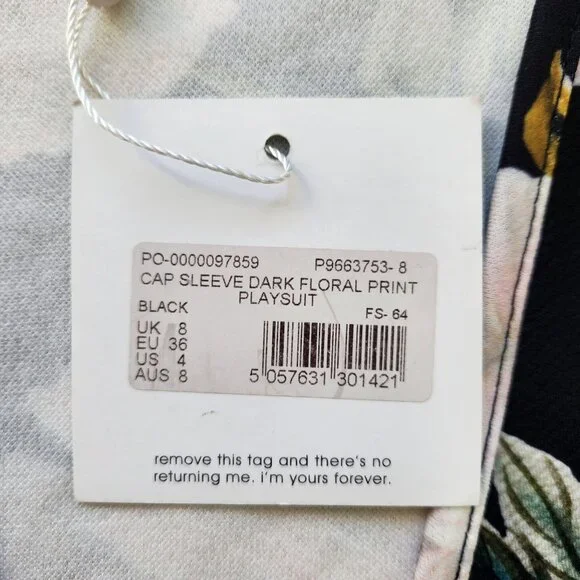 PO-0000097859 P9663753- 8
CAP SLEEVE DARK FLORAL PRINT
PLAYSUIT
BLACK FS- 64
UK 8
EU 36
US 4
AUS 8
5 057631 301421
remove this tag and there's no
returning me. i'm yours forever.